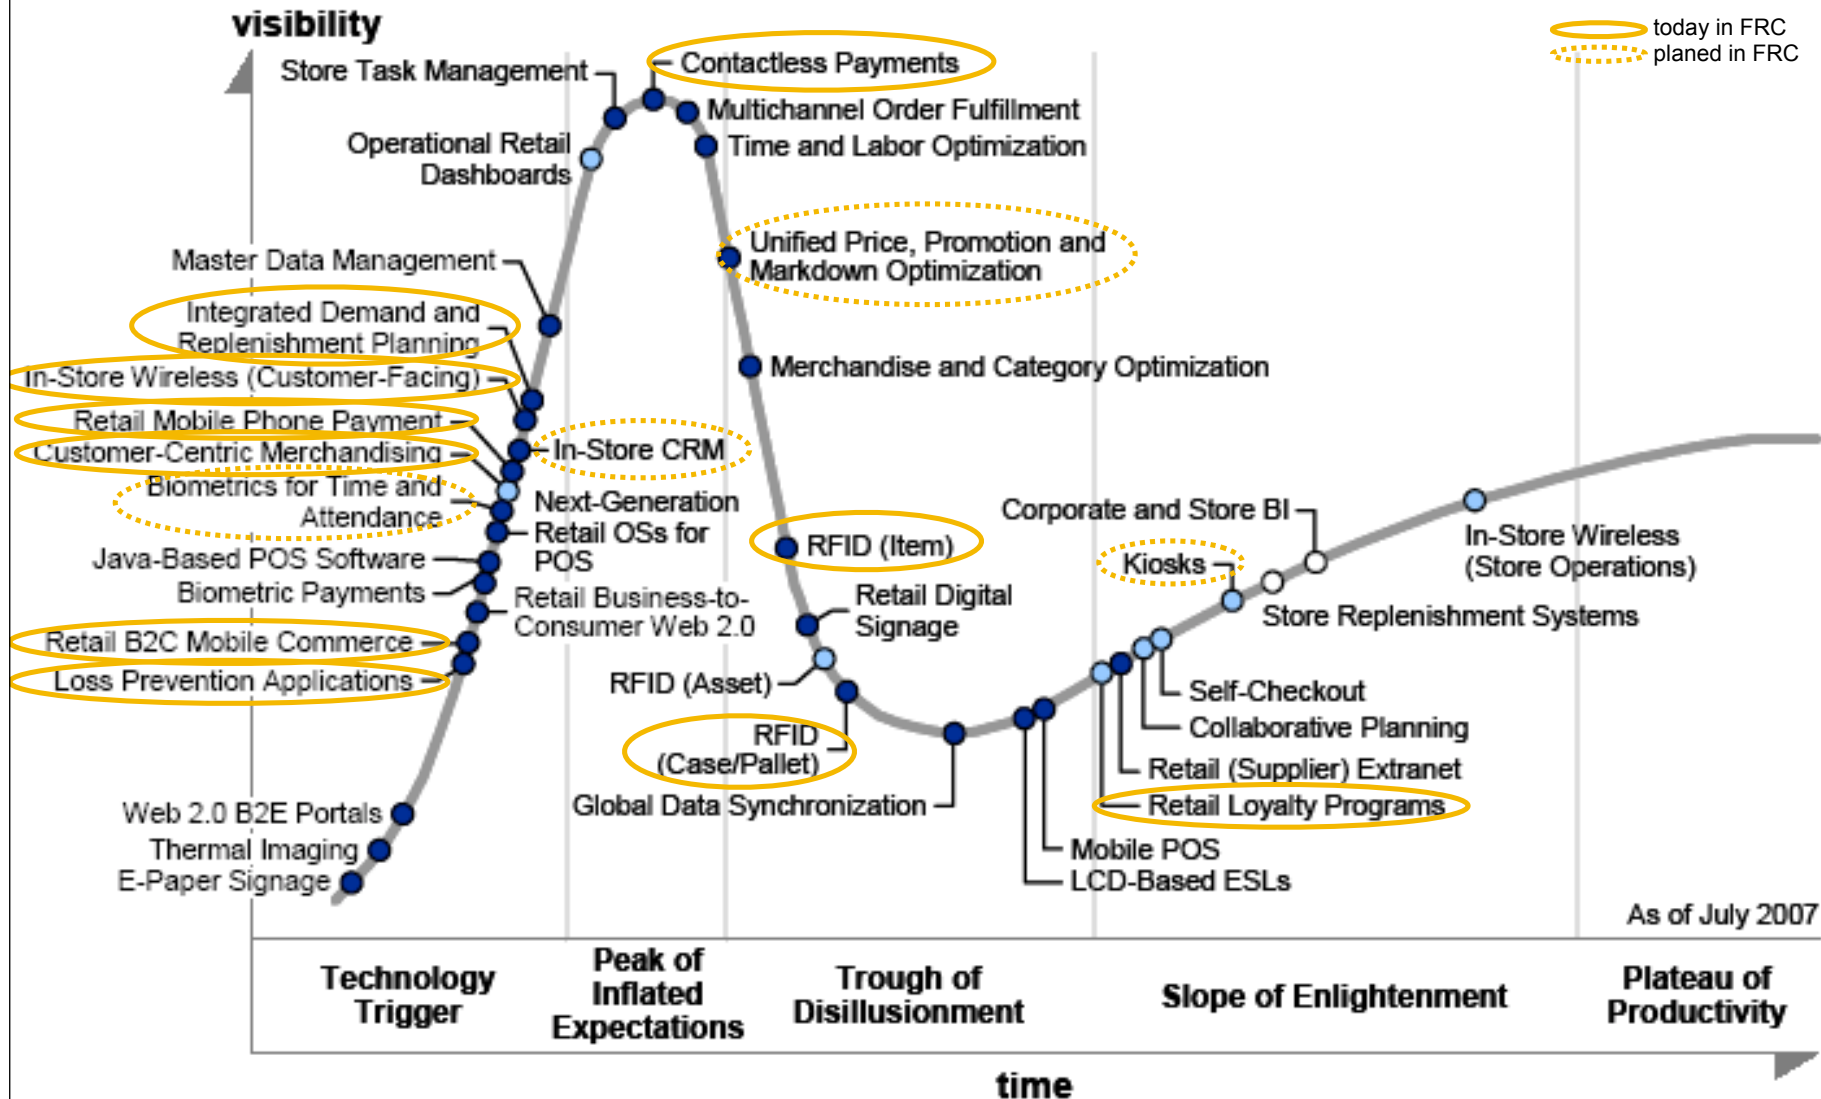 visibility
today in FRC
planed in FRC
Contactless Payments
Store Task Management
Multichannel Order Fulfillment
Operational Retail
Dashboards
Time and Labor Optimization
Unified Price, Promotion and
Markdown Optimization
Master Data Management
Integrated Demand and
Replenishment Planning
In-Store Wireless (Customer-Facing)
Merchandise and Category Optimization
Retail Mobile Phone Payment
Customer-Centric Merchandising
In-Store CRM
Biometrics for Time and
Attendance
Next-Generation
Retail OSs for
POS
Java-Based POS Software
Biometric Payments
Retail Business-to-
Consumer Web 2.0
Retail B2C Mobile Commerce
Loss Prevention Applications
RFID (Item)
Retail Digital
Signage
RFID (Asset)
RFID
(Case/Pallet)
Global Data Synchronization
Corporate and Store BI
Kiosks
In-Store Wireless
(Store Operations)
Store Replenishment Systems
Self-Checkout
Collaborative Planning
Retail (Supplier) Extranet
Retail Loyalty Programs
Mobile POS
LCD-Based ESLs
Web 2.0 B2E Portals
Thermal Imaging
E-Paper Signage
As of July 2007
Technology
Trigger
Peak of
Inflated
Expectations
Trough of
Disillusionment
Slope of Enlightenment
Plateau of
Productivity
time